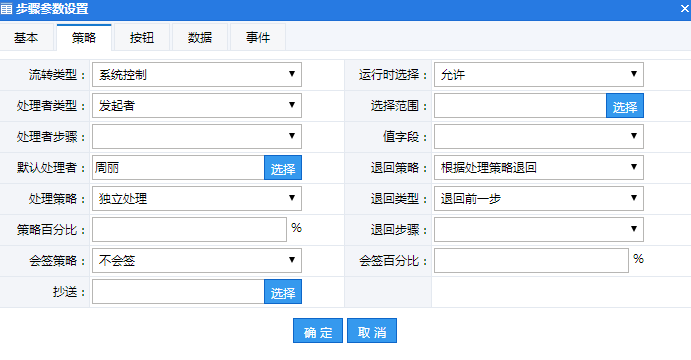 步骤参数设置
基本 策略 按钮 数据 事件
流转类型： 系统控制 运行时选择： 允许
处理者类型： 发起者 选择范围： 选择
处理者步骤： 值字段：
默认处理者： 周丽 选择 退回策略： 根据处理策略退回
处理策略： 独立处理 退回类型： 退回前一步
策略百分比： % 退回步骤：
会签策略： 不会签 会签百分比： %
抄送： 选择
确 定 取 消